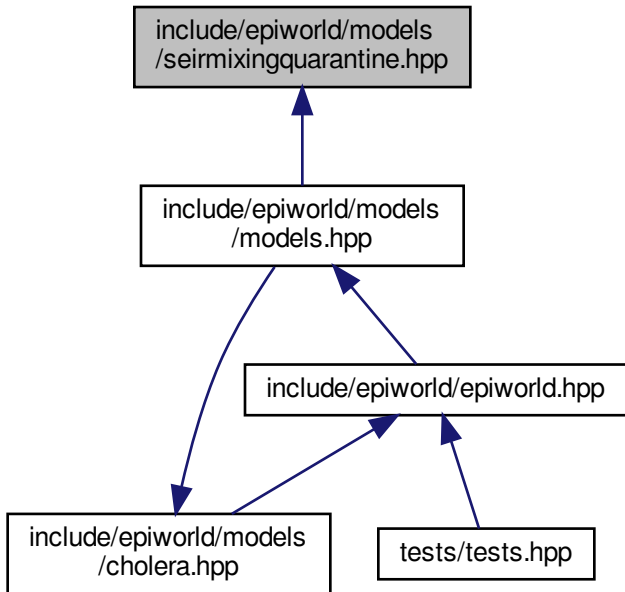 include/epiworld/models
/seirmixingquarantine.hpp
include/epiworld/models
/models.hpp
include/epiworld/epiworld.hpp
include/epiworld/models
/cholera.hpp
tests/tests.hpp